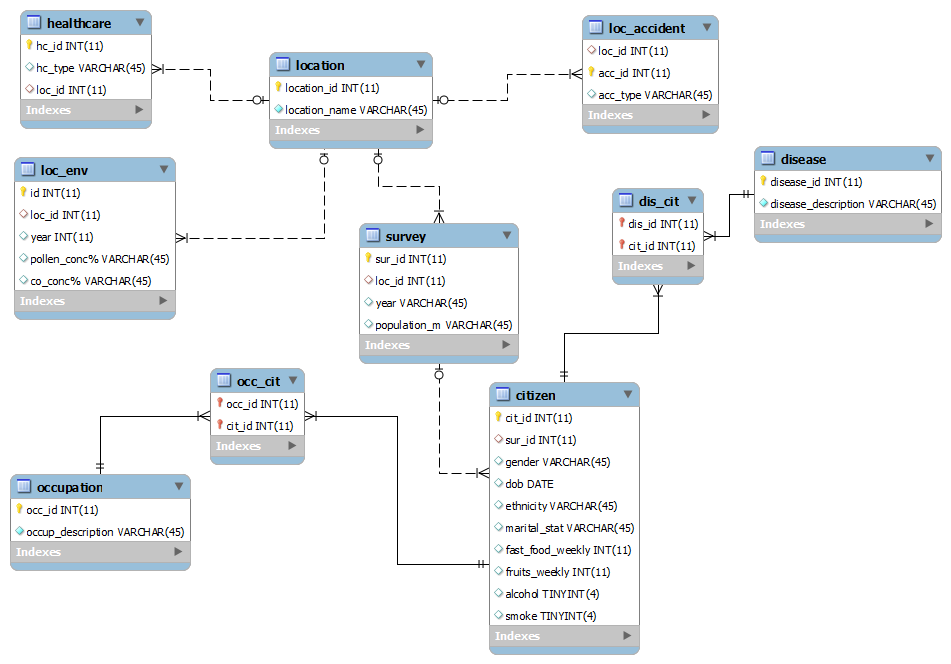 healthcare
hc_id INT(11)
hc_type VARCHAR(45)
loc_id INT(11)
Indexes
location
location_id INT(11)
location_name VARCHAR(45)
Indexes
loc_accident
loc_id INT(11)
acc_id INT(11)
acc_type VARCHAR(45)
Indexes
loc_env
id INT(11)
loc_id INT(11)
year INT(11)
pollen_conc% VARCHAR(45)
co_conc% VARCHAR(45)
Indexes
survey
sur_id INT(11)
loc_id INT(11)
year VARCHAR(45)
population_m VARCHAR(45)
Indexes
dis_cit
dis_id INT(11)
cit_id INT(11)
Indexes
disease
disease_id INT(11)
disease_description VARCHAR(45)
Indexes
occ_cit
occ_id INT(11)
cit_id INT(11)
Indexes
occupation
occ_id INT(11)
occup_description VARCHAR(45)
Indexes
citizen
cit_id INT(11)
sur_id INT(11)
gender VARCHAR(45)
dob DATE
ethnicity VARCHAR(45)
marital_stat VARCHAR(45)
fast_food_weekly INT(11)
fruits_weekly INT(11)
alcohol TINYINT(4)
smoke TINYINT(4)
Indexes